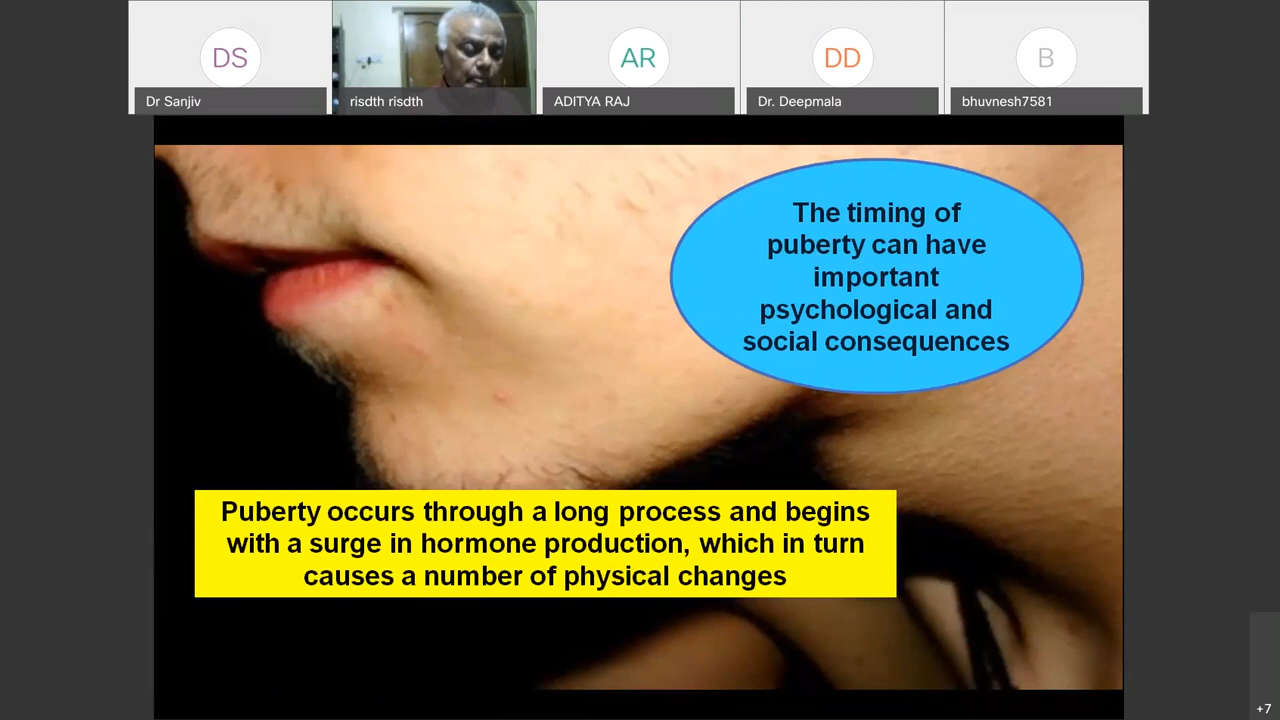 DS
AR
DD
B
Dr Sanjiv
risdth risdth
ADITYA RAJ
Dr. Deepmala
bhuvnesh7581
The timing of
puberty can have
important
psychological and
social consequences
Puberty occurs through a long process and begins
with a surge in hormone production, which in turn
causes a number of physical changes
+7